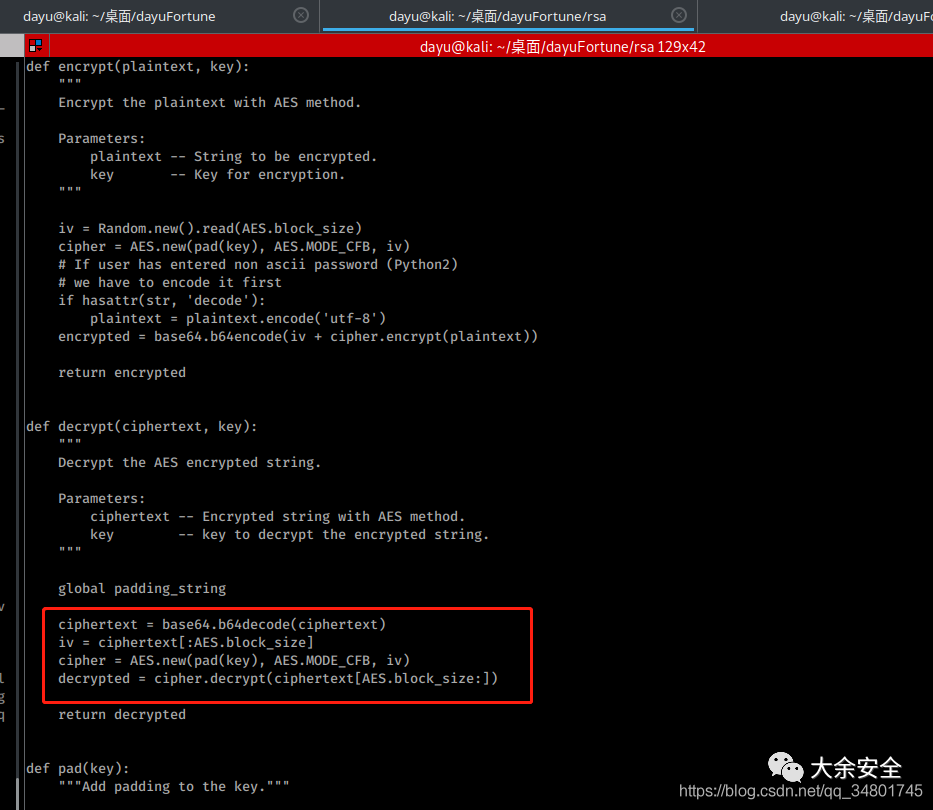 dayu@kali: ~/桌面/dayuFortune
dayu@kali: ~/桌面/dayuFortune/rsa
dayu@kali: ~/桌面/dayuFo
dayu@kali: ~/桌面/dayuFortune/rsa 129x42
def encrypt(plaintext, key):
    """
    Encrypt the plaintext with AES method.

    Parameters:
        plaintext -- String to be encrypted.
        key       -- Key for encryption.
    """

    iv = Random.new().read(AES.block_size)
    cipher = AES.new(pad(key), AES.MODE_CFB, iv)
    # If user has entered non ascii password (Python2)
    # we have to encode it first
    if hasattr(str, 'decode'):
        plaintext = plaintext.encode('utf-8')
    encrypted = base64.b64encode(iv + cipher.encrypt(plaintext))

    return encrypted

def decrypt(ciphertext, key):
    """
    Decrypt the AES encrypted string.

    Parameters:
        ciphertext -- Encrypted string with AES method.
        key        -- key to decrypt the encrypted string.
    """

    global padding_string

    ciphertext = base64.b64decode(ciphertext)
    iv = ciphertext[:AES.block_size]
    cipher = AES.new(pad(key), AES.MODE_CFB, iv)
    decrypted = cipher.decrypt(ciphertext[AES.block_size:])

    return decrypted

def pad(key):
    """Add padding to the key."""
大余安全
https://blog.csdn.net/qq_34801745